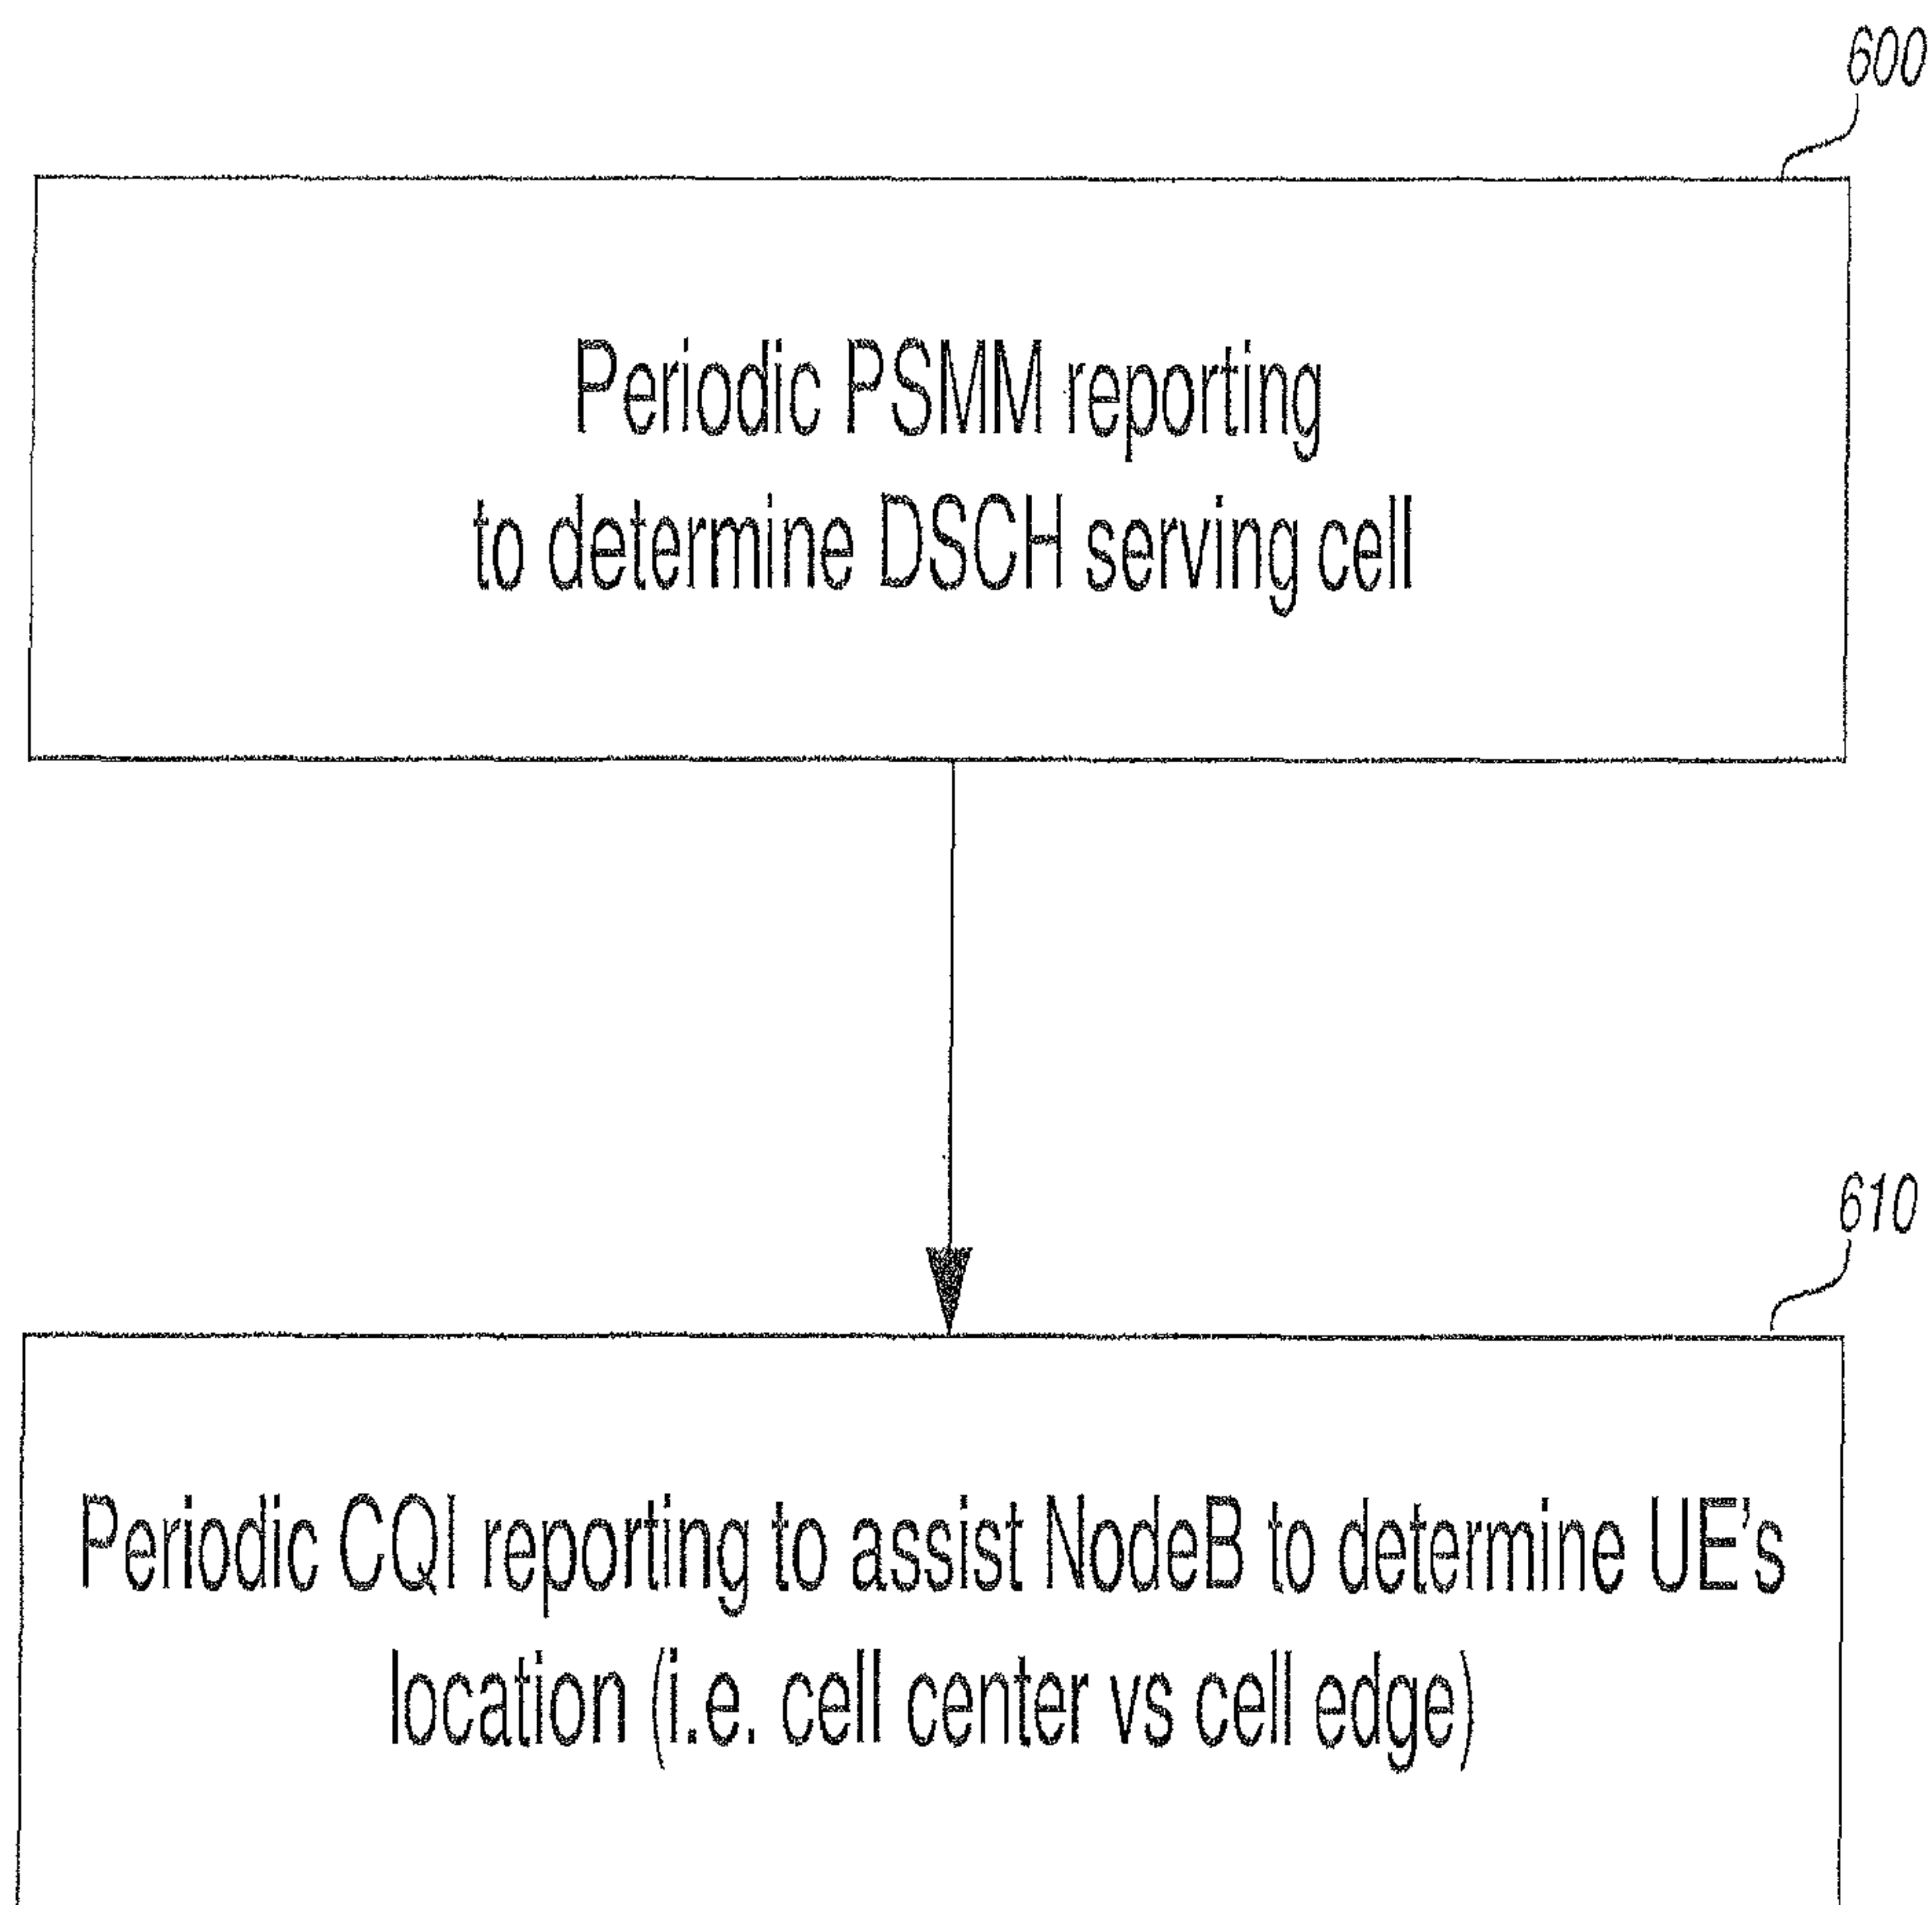 600
Periodic PSMM reporting
to determine DSCH serving cell
610
Periodic CQI reporting to assist NodeB to determine UE's
location (i.e. cell center vs cell edge)